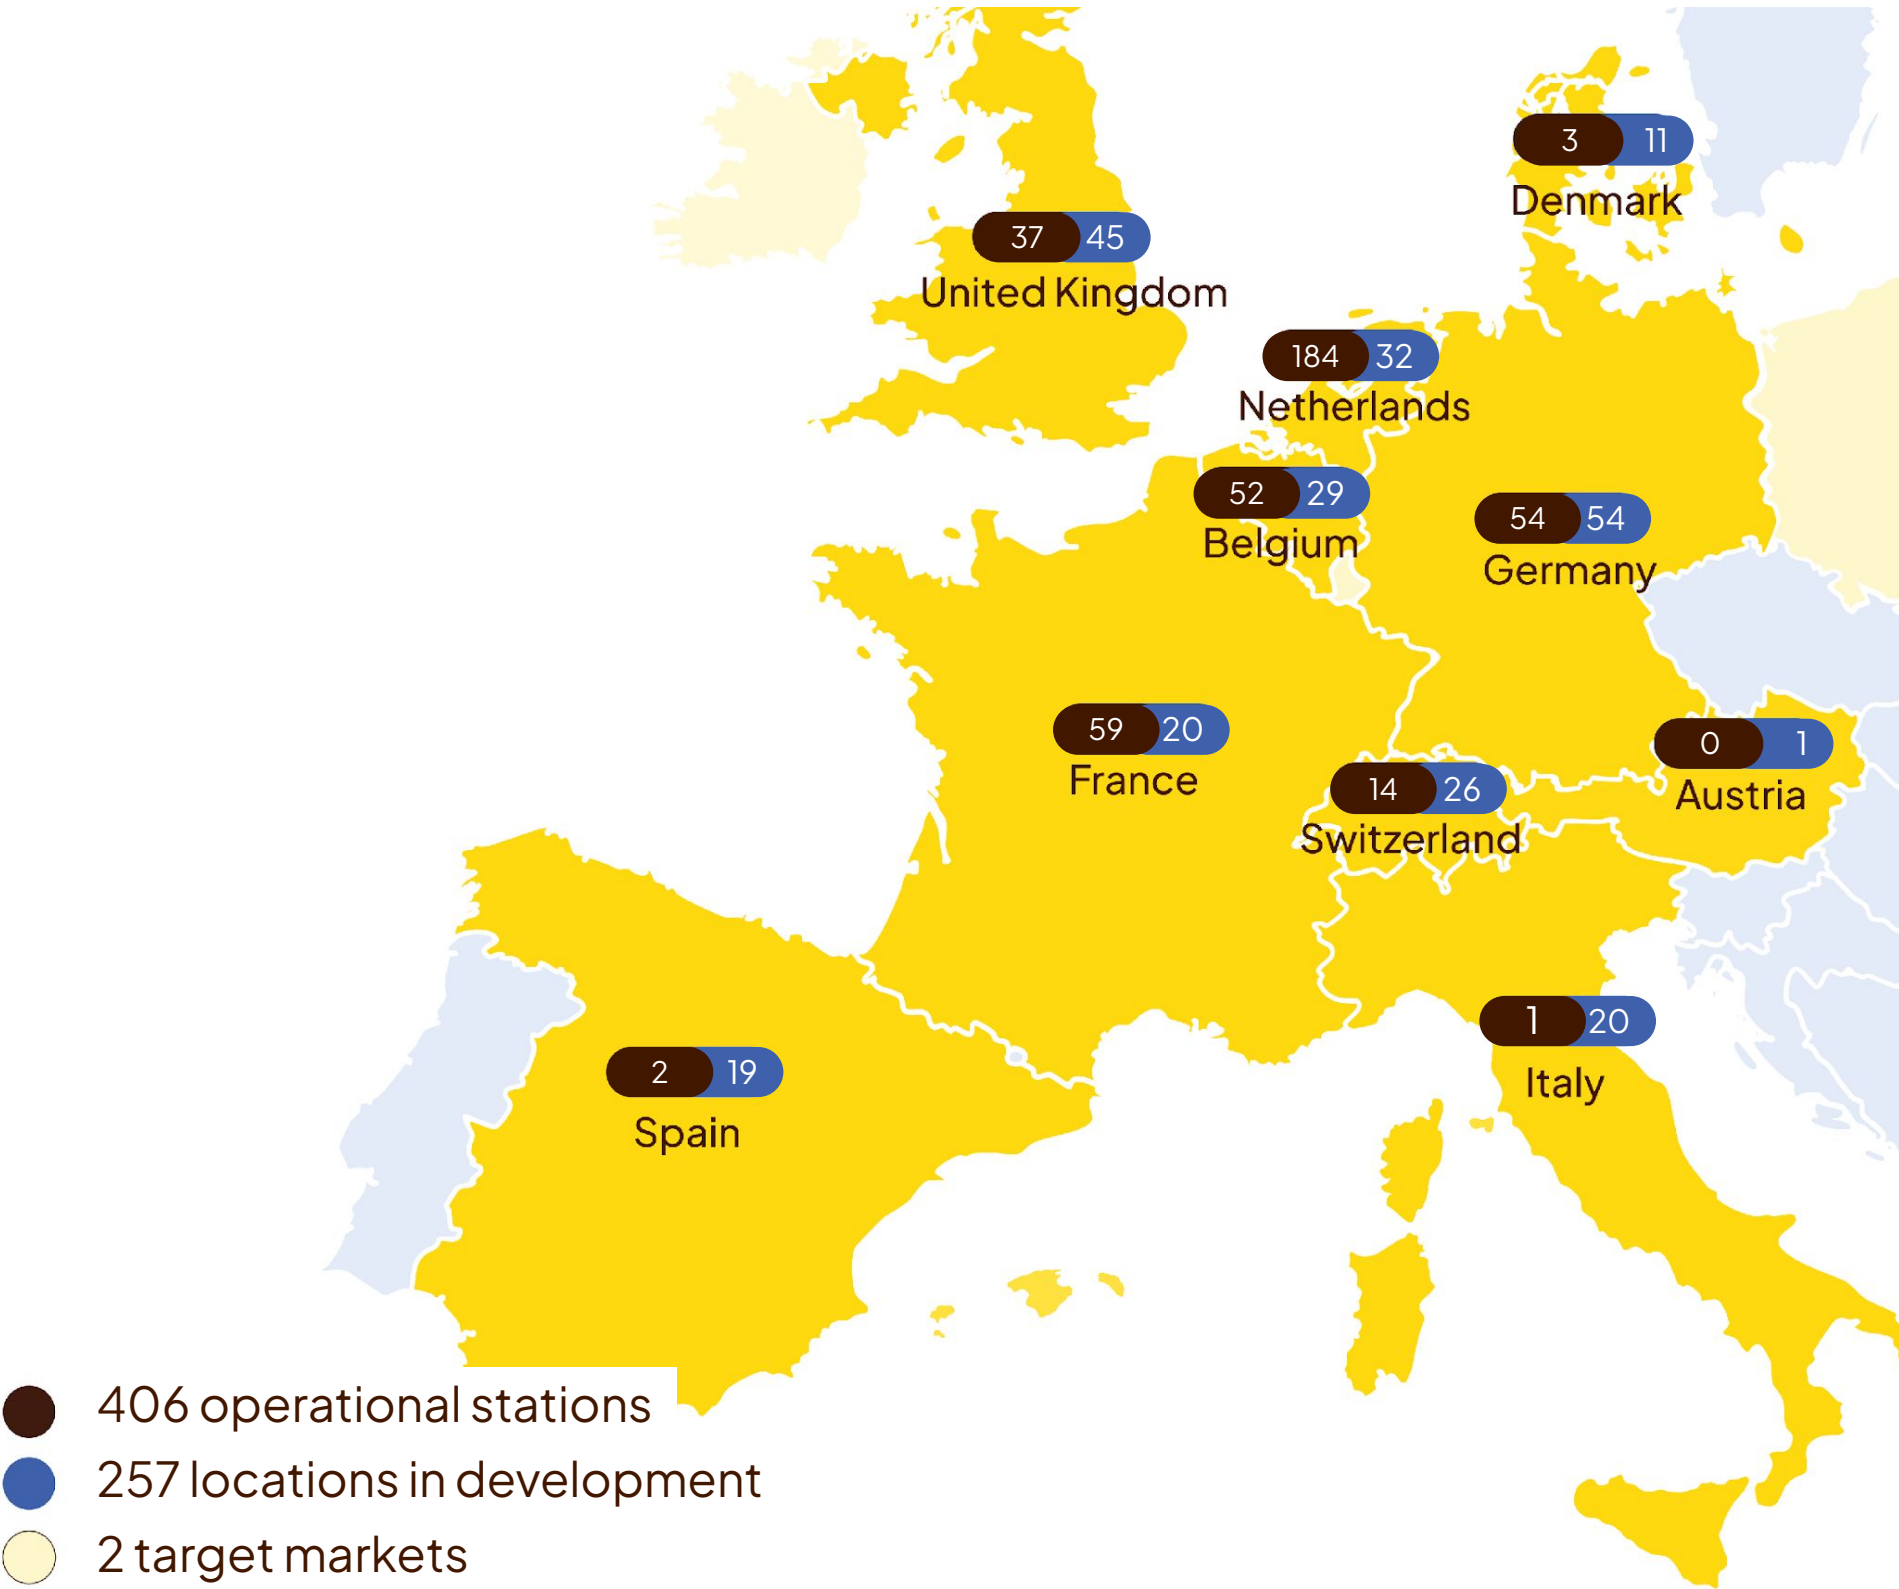 3 11
Denmark
37 45
United Kingdom
184 32
Netherlands
52 29
Belgium
54 54
Germany
59 20
France
0 1
Austria
14 26
Switzerland
1 20
Italy
2 19
Spain
406 operational stations
257 locations in development
2 target markets